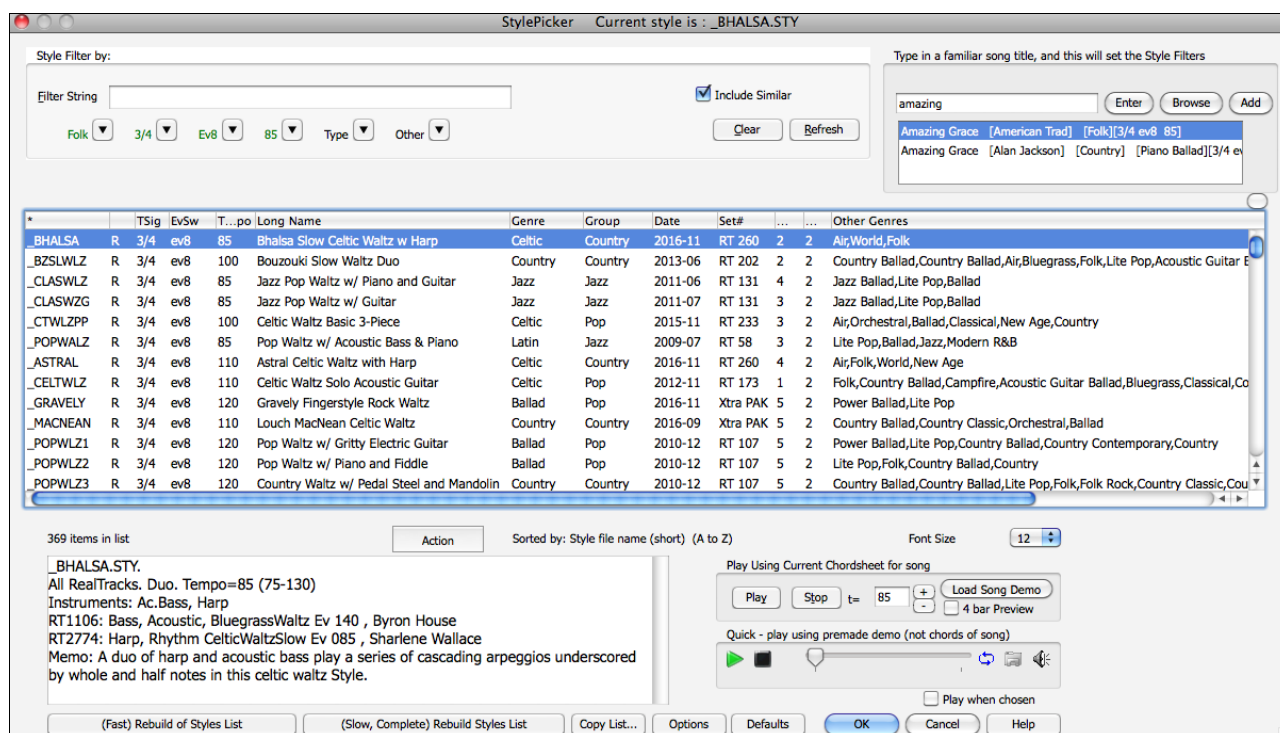 StylePicker Current style is : _BHALSA.STY
Style Filter by:
Type in a familiar song title, and this will set the Style Filters
Filter String
Include Similar
amazing Enter Browse Add
Folk 3/4 Ev8 85 Type Other Clear Refresh
Amazing Grace [American Trad] [Folk][3/4 ev8 85]
Amazing Grace [Alan Jackson] [Country] [Piano Ballad][3/4 ev
* TSig EvSw T...po Long Name Genre Group Date Set# ... ... Other Genres
_BHALSA R 3/4 ev8 85 Bhalsa Slow Celtic Waltz w Harp Celtic Country 2016-11 RT 260 2 2 Air,World,Folk
_BZSLWLZ R 3/4 ev8 100 Bouzouki Slow Waltz Duo Country Country 2013-06 RT 202 2 2 Country Ballad,Country Ballad,Air,Bluegrass,Folk,Lite Pop,Acoustic Guitar B
_CLASWLZ R 3/4 ev8 85 Jazz Pop Waltz w/ Piano and Guitar Jazz Jazz 2011-06 RT 131 4 2 Jazz Ballad,Lite Pop,Ballad
_CLASWZG R 3/4 ev8 85 Jazz Pop Waltz w/ Guitar Jazz Jazz 2011-07 RT 131 3 2 Jazz Ballad,Lite Pop,Ballad
_CTWLZPP R 3/4 ev8 100 Celtic Waltz Basic 3-Piece Celtic Pop 2015-11 RT 233 3 2 Air,Orchestral,Ballad,Classical,New Age,Country
_POPWALZ R 3/4 ev8 85 Pop Waltz w/ Acoustic Bass & Piano Latin Jazz 2009-07 RT 58 3 2 Lite Pop,Ballad,Jazz,Modern R&B
_ASTRAL R 3/4 ev8 110 Astral Celtic Waltz with Harp Celtic Country 2016-11 RT 260 4 2 Air,Folk,World,New Age
_CELTWLZ R 3/4 ev8 110 Celtic Waltz Solo Acoustic Guitar Celtic Pop 2012-11 RT 173 1 2 Folk,Country Ballad,Campfire,Acoustic Guitar Ballad,Bluegrass,Classical,Co
_GRAVELY R 3/4 ev8 120 Gravely Fingerstyle Rock Waltz Ballad Pop 2016-11 Xtra PAK 5 2 Power Ballad,Lite Pop
_MACNEAN R 3/4 ev8 110 Louch MacNean Celtic Waltz Country Country 2016-09 Xtra PAK 5 2 Country Ballad,Country Classic,Orchestral,Ballad
_POPWLZ1 R 3/4 ev8 120 Pop Waltz w/ Gritty Electric Guitar Ballad Pop 2010-12 RT 107 5 2 Power Ballad,Lite Pop,Country Ballad,Country Contemporary,Country
_POPWLZ2 R 3/4 ev8 120 Pop Waltz w/ Piano and Fiddle Ballad Pop 2010-12 RT 107 5 2 Lite Pop,Folk,Country Ballad,Country
_POPWLZ3 R 3/4 ev8 120 Country Waltz w/ Pedal Steel and Mandolin Country Country 2010-12 RT 107 5 2 Country Ballad,Country Ballad,Lite Pop,Folk,Folk Rock,Country Classic,Cou
369 items in list Action Sorted by: Style file name (short) (A to Z) Font Size 12
_BHALSA.STY.
All RealTracks. Duo. Tempo=85 (75-130)
Instruments: Ac.Bass, Harp
RT1106: Bass, Acoustic, BluegrassWaltz Ev 140 , Byron House
RT2774: Harp, Rhythm CelticWaltzSlow Ev 085 , Sharlene Wallace
Memo: A duo of harp and acoustic bass play a series of cascading arpeggios underscored
by whole and half notes in this celtic waltz Style.
Play Using Current Chordsheet for song
Play Stop t= 85 + - Load Song Demo
4 bar Preview
Quick - play using premade demo (not chords of song)
Play when chosen
(Fast) Rebuild of Styles List (Slow, Complete) Rebuild Styles List Copy List... Options Defaults OK Cancel Help